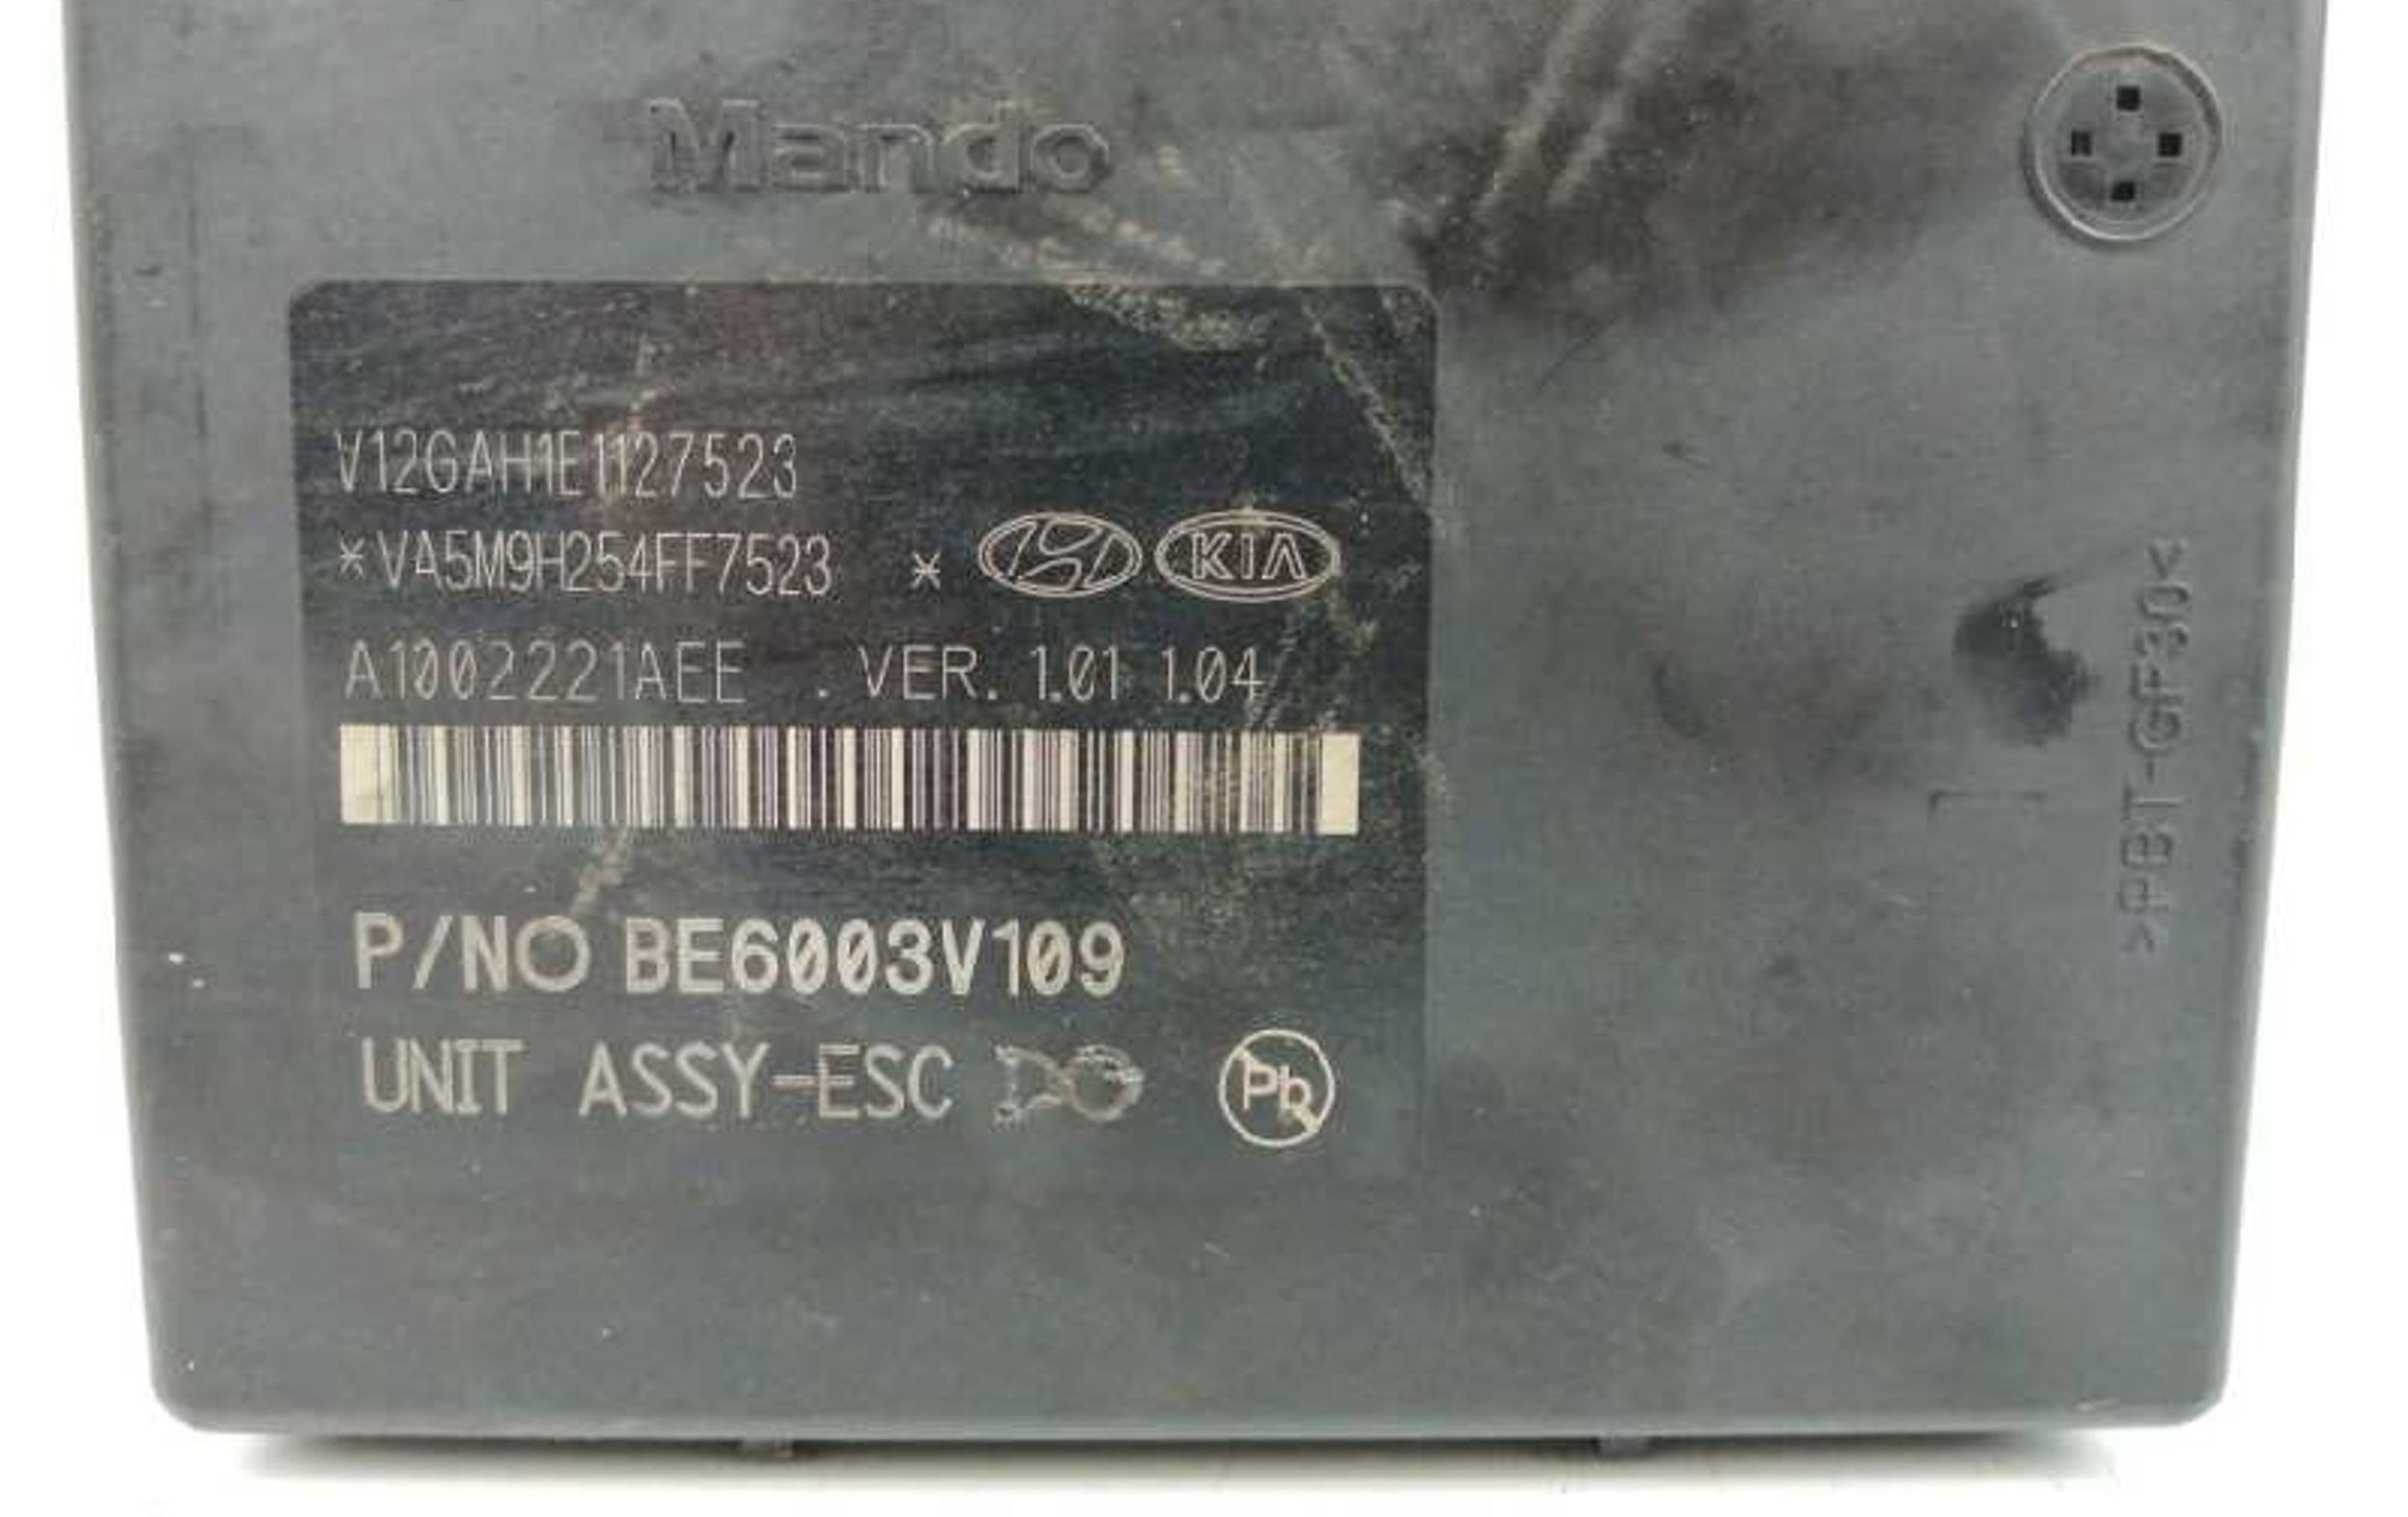 Mando
V12GAH1E1127523
*VA5M9H254FF7523 * KIA
A1002221AEE . VER. 1.01 1.04
P/NO BE6003V109
UNIT ASSY-ESC
Pb
>PBT-GF30<